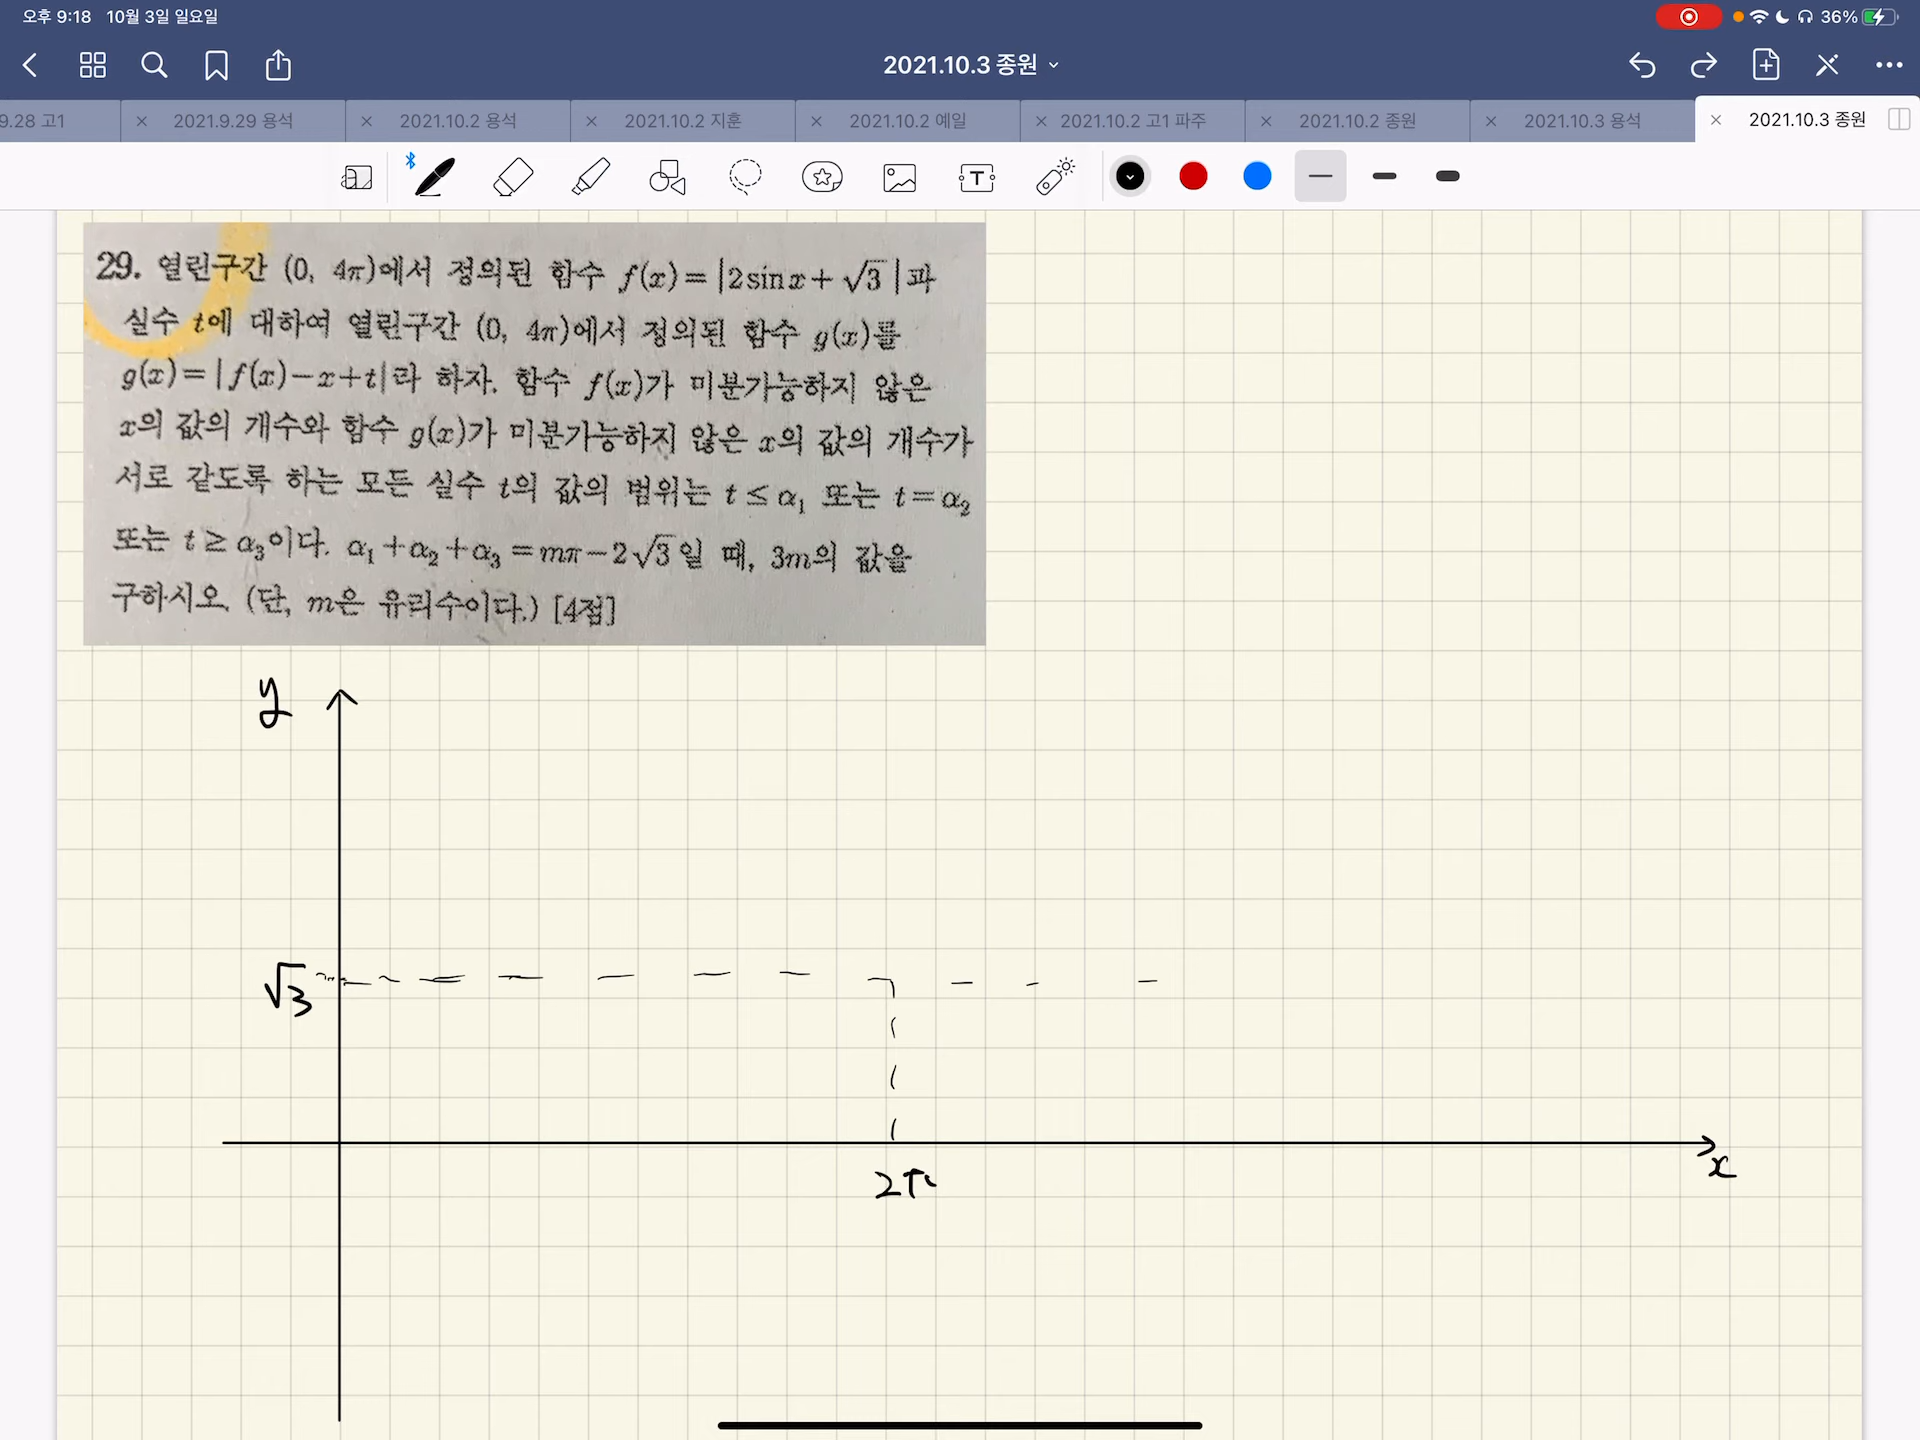 오후 9:18 10월 3일 일요일
36%
2021.10.3 종원
9.28 고1
2021.9.29 용석
2021.10.2 용석
2021.10.2 지훈
2021.10.2 예일
2021.10.2 고1 파주
2021.10.2 종원
2021.10.3 용석
2021.10.3 종원
29. 열린구간 (0, 4π)에서 정의된 함수 f(x)=|2sinx+√3|과
실수 t에 대하여 열린구간 (0, 4π)에서 정의된 함수 g(x)를
g(x)=|f(x)-x+t|라 하자. 함수 f(x)가 미분가능하지 않은
x의 값의 개수와 함수 g(x)가 미분가능하지 않은 x의 값의 개수가
서로 같도록 하는 모든 실수 t의 값의 범위는 t≤α₁ 또는 t=α₂
또는 t≥α₃이다. α₁+α₂+α₃=mπ-2√3일 때, 3m의 값을
구하시오. (단, m은 유리수이다.) [4점]
y
√3
2π
x